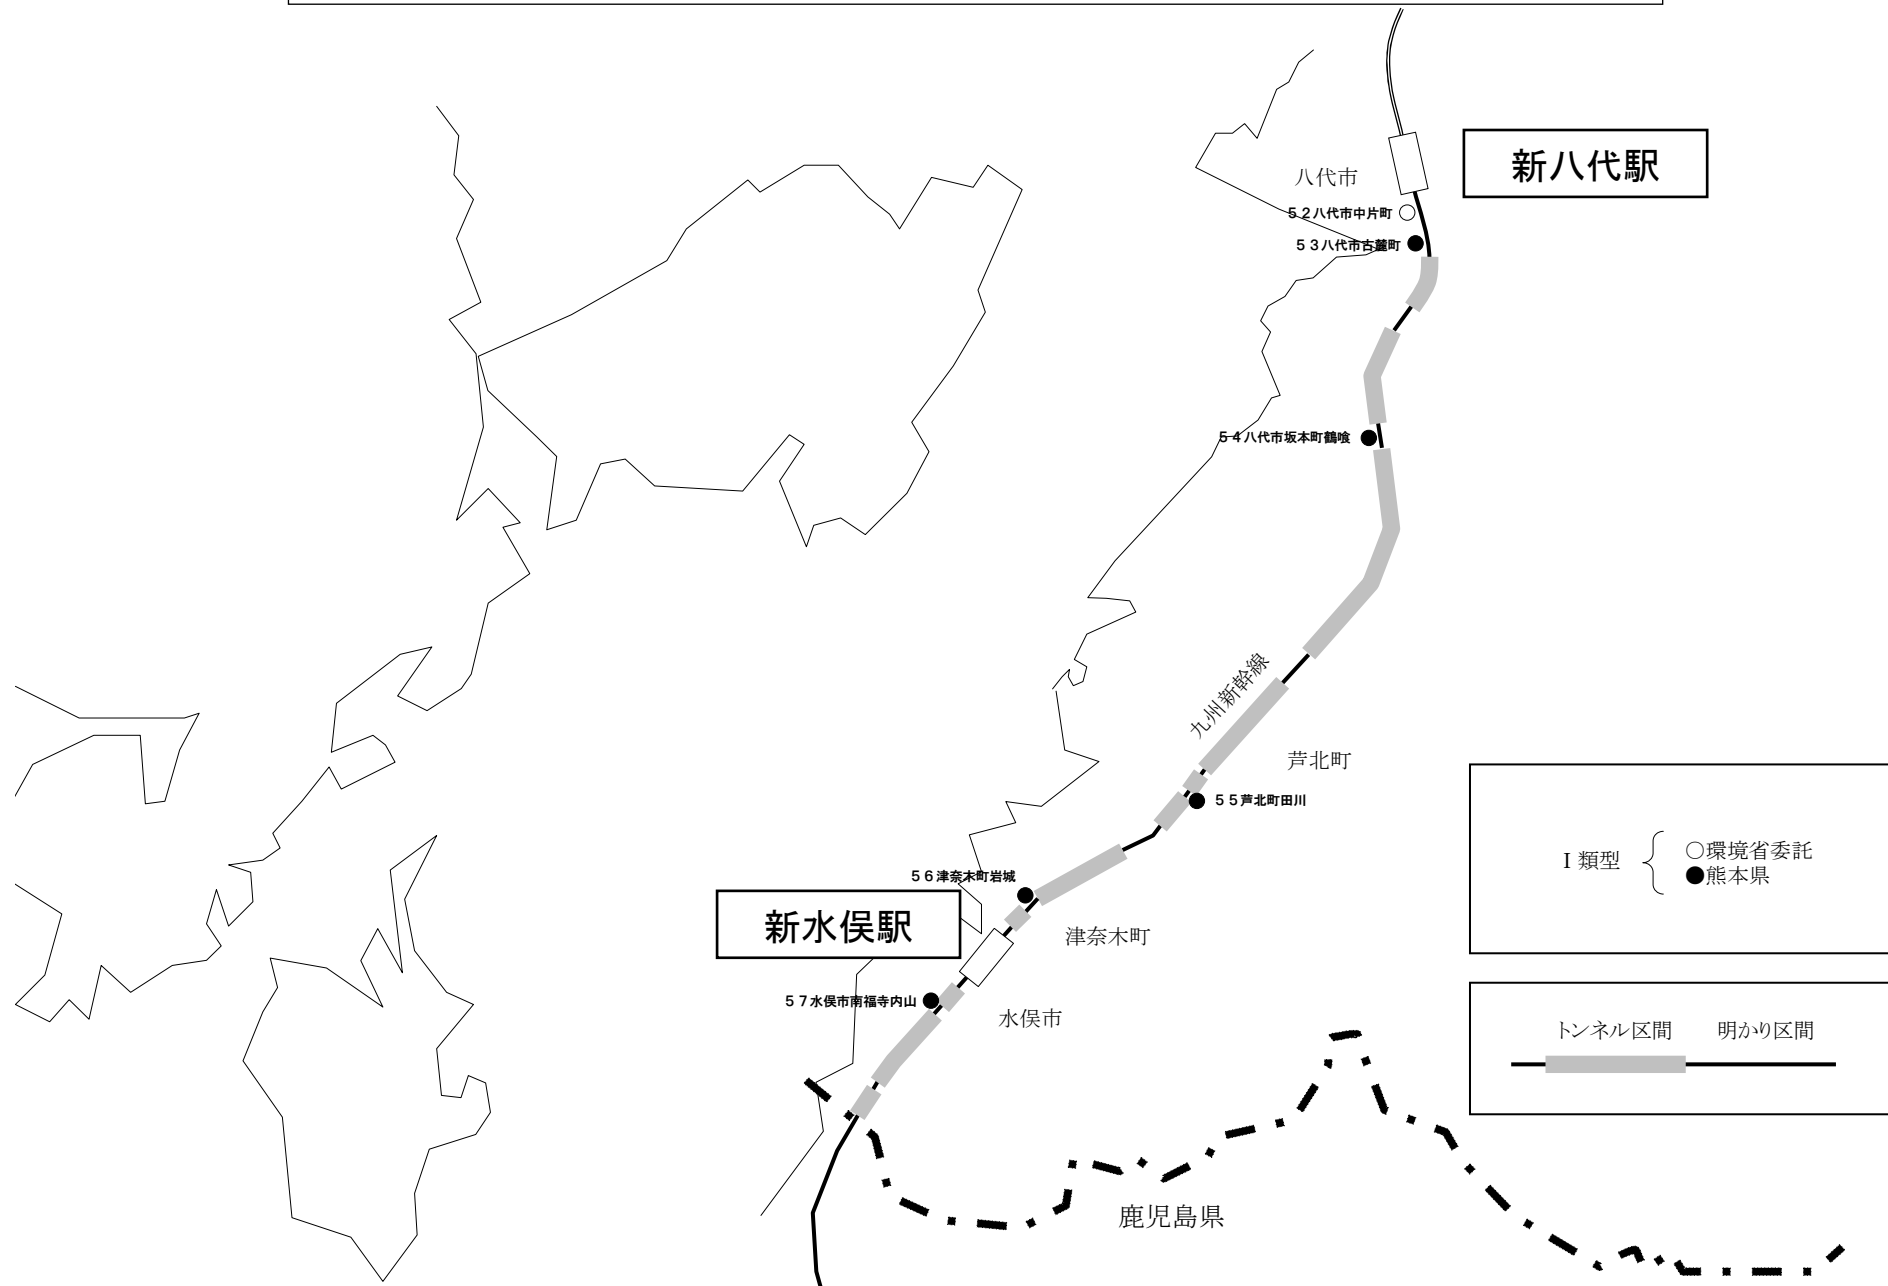 新八代駅
八代市
５２八代市中片町
５３八代市古麓町
５４八代市坂本町鶴喰
九州新幹線
芦北町
５５芦北町田川
５６津奈木町岩城
新水俣駅
津奈木町
５７水俣市南福寺内山
水俣市
鹿児島県
Ⅰ類型
○環境省委託
●熊本県
トンネル区間 明かり区間